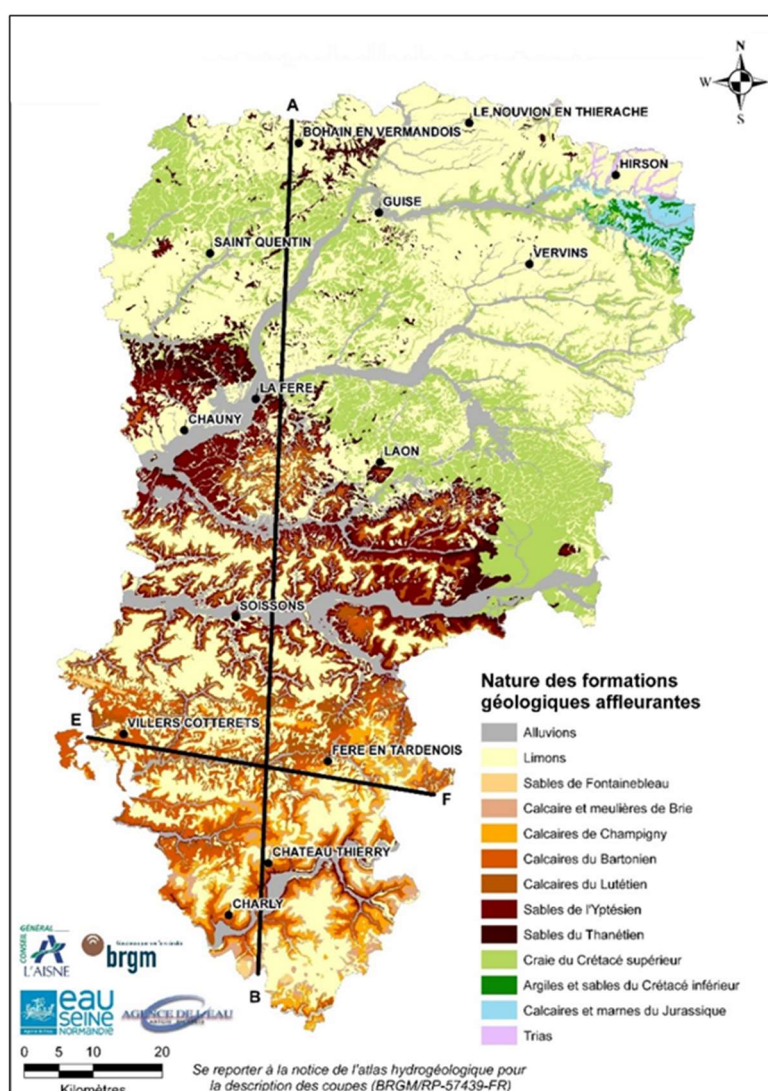 N
W
S
A
LE NOUVION EN THIERACHE
BOHAIN EN VERMANDOIS
HIRSON
GUISE
SAINT QUENTIN
VERVINS
LA FERE
CHAUNY
LAON
SOISSONS
E
VILLERS COTTERETS
FERE EN TARDENOIS
F
CHATEAU THIERRY
CHARLY
B
Nature des formations
géologiques affleurantes
Alluvions
Limons
Sables de Fontainebleau
Calcaire et meulières de Brie
Calcaires de Champigny
Calcaires du Bartonien
Calcaires du Lutétien
Sables de l'Yptésien
Sables du Thanétien
Craie du Crétacé supérieur
Argiles et sables du Crétacé inférieur
Calcaires et marnes du Jurassique
Trias
CONSEIL GÉNÉRAL
L'AISNE
brgm
eau
SEINE
NORMANDIE
AGENCE DE L'EAU
0 5 10 20
Kilomètres
Se reporter à la notice de l'atlas hydrogéologique pour
la description des coupes (BRGM/RP-57439-FR)